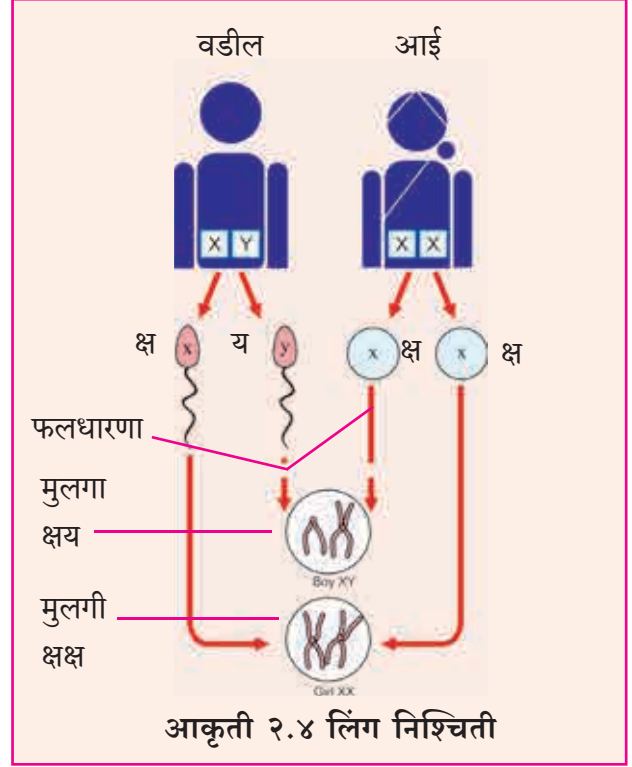 वडील आई
X Y X X
क्ष x य y x क्ष x क्ष
फलधारणा
मुलगा
क्षय
Boy XY
मुलगी
क्षक्ष
Girl XX
आकृती २.४ लिंग निश्चिती